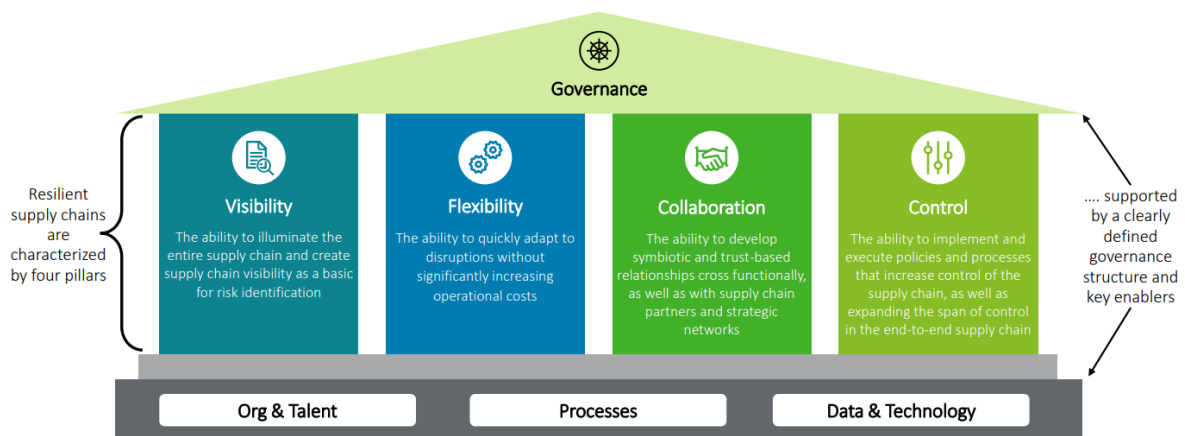 Governance
Resilient
supply chains
are
characterized
by four pillars
Visibility
The ability to illuminate the
entire supply chain and create
supply chain visibility as a basic
for risk identification
Flexibility
The ability to quickly adapt to
disruptions without
significantly increasing
operational costs
Collaboration
The ability to develop
symbiotic and trust-based
relationships cross functionally,
as well as with supply chain
partners and strategic
networks
Control
The ability to implement and
execute policies and processes
that increase control of the
supply chain, as well as
expanding the span of control
in the end-to-end supply chain
.... supported
by a clearly
defined
governance
structure and
key enablers
Org & Talent
Processes
Data & Technology